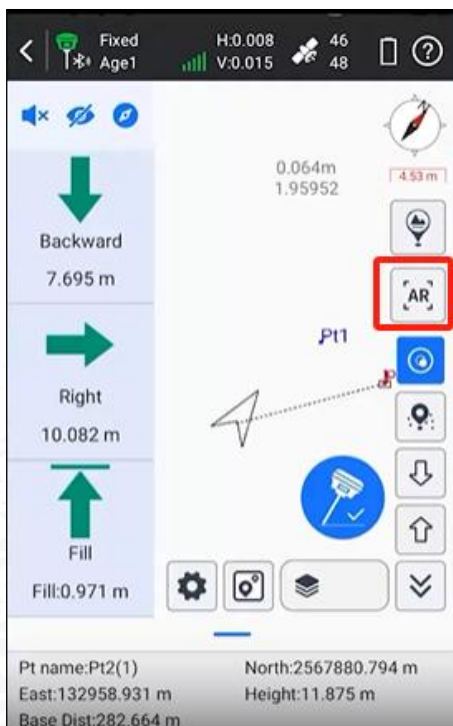 Fixed
H:0.008
46
Age1
V:0.015
48
0.064m
1.95952
4.53 m
Backward
7.695 m
AR
Pt1
Right
10.082 m
Fill
Fill:0.971 m
Pt name:Pt2(1)
North:2567880.794 m
East:132958.931 m
Height:11.875 m
Base Dist:282.664 m